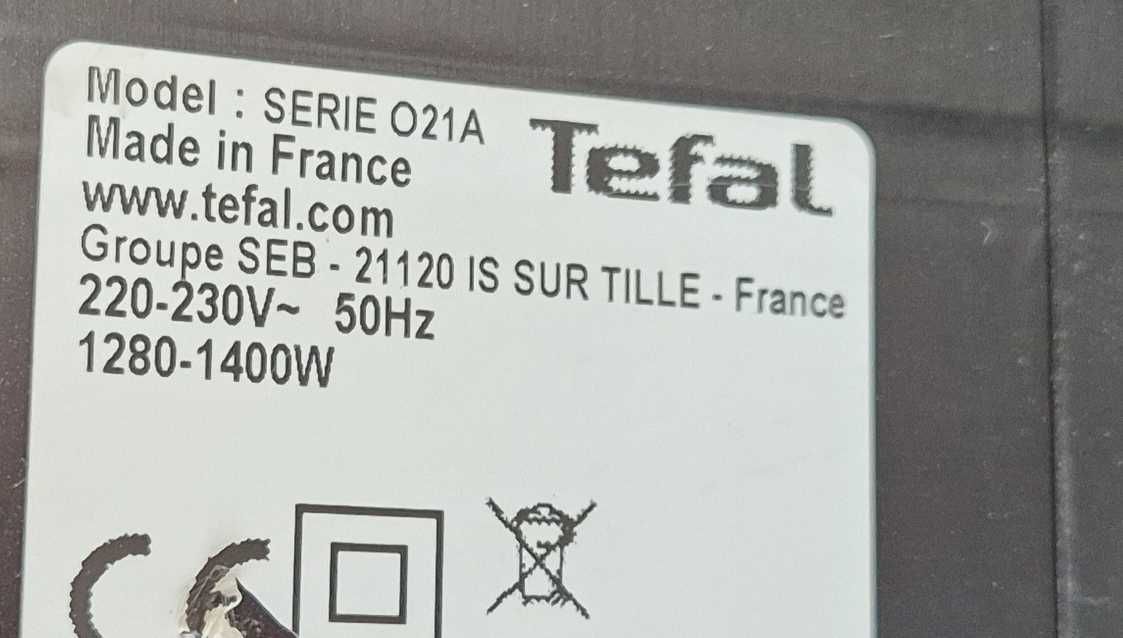 Model : SERIE O21A
Tefal
Made in France
www.tefal.com
Groupe SEB - 21120 IS SUR TILLE - France
220-230V~ 50Hz
1280-1400W
CE